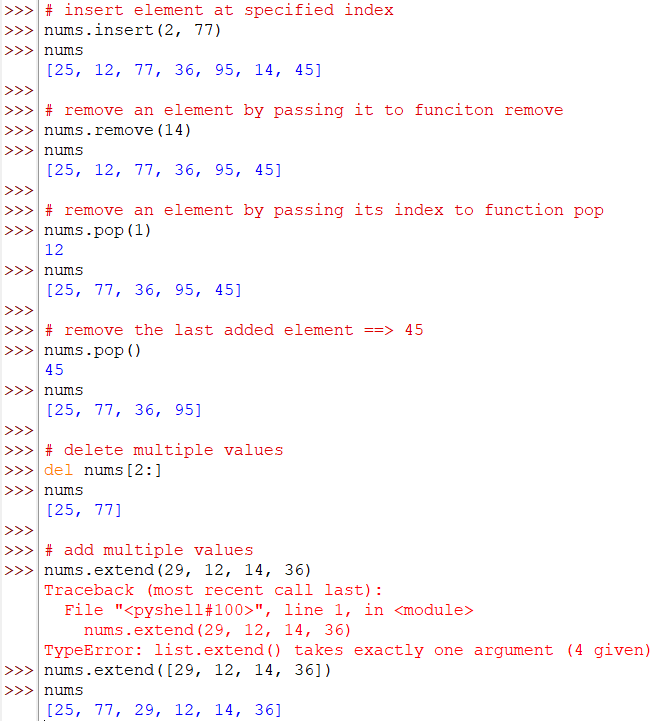 >>> # insert element at specified index
>>> nums.insert(2, 77)
>>> nums
[25, 12, 77, 36, 95, 14, 45]
>>>
>>> # remove an element by passing it to funciton remove
>>> nums.remove(14)
>>> nums
[25, 12, 77, 36, 95, 45]
>>>
>>> # remove an element by passing its index to function pop
>>> nums.pop(1)
12
>>> nums
[25, 77, 36, 95, 45]
>>>
>>> # remove the last added element ==> 45
>>> nums.pop()
45
>>> nums
[25, 77, 36, 95]
>>>
>>> # delete multiple values
>>> del nums[2:]
>>> nums
[25, 77]
>>>
>>> # add multiple values
>>> nums.extend(29, 12, 14, 36)
Traceback (most recent call last):
  File "<pyshell#100>", line 1, in <module>
    nums.extend(29, 12, 14, 36)
TypeError: list.extend() takes exactly one argument (4 given)
>>> nums.extend([29, 12, 14, 36])
>>> nums
[25, 77, 29, 12, 14, 36]